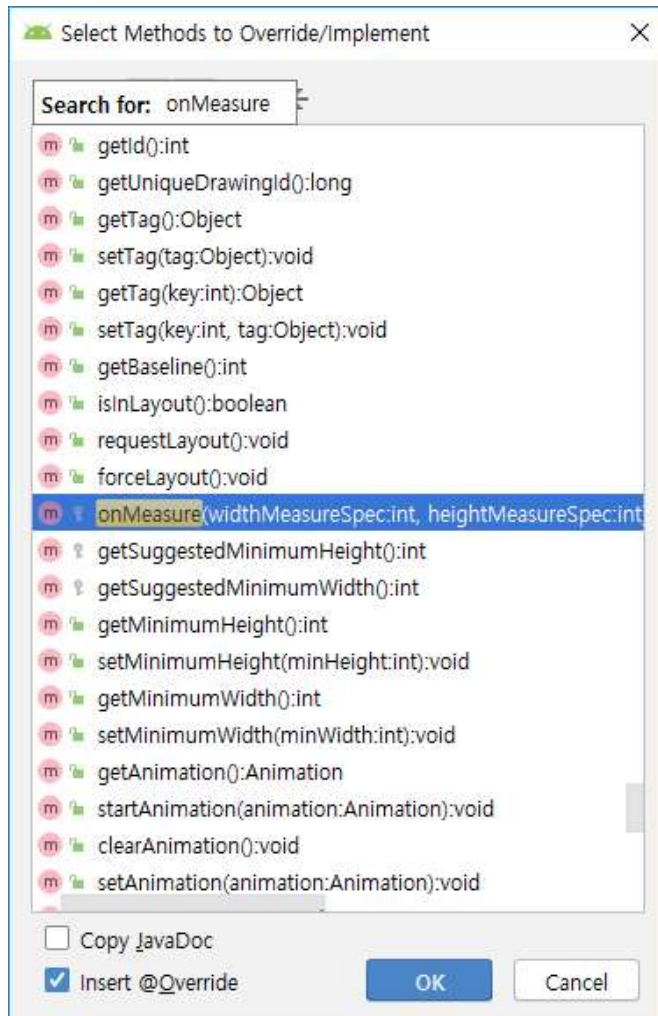 Select Methods to Override/Implement
Search for: onMeasure
m getId():int
m getUniqueDrawingId():long
m getTag():Object
m setTag(tag:Object):void
m getTag(key:int):Object
m setTag(key:int, tag:Object):void
m getBaseline():int
m isInLayout():boolean
m requestLayout():void
m forceLayout():void
m onMeasure(widthMeasureSpec:int, heightMeasureSpec:int
m getSuggestedMinimumHeight():int
m getSuggestedMinimumWidth():int
m getMinimumHeight():int
m setMinimumHeight(minHeight:int):void
m getMinimumWidth():int
m setMinimumWidth(minWidth:int):void
m getAnimation():Animation
m startAnimation(animation:Animation):void
m clearAnimation():void
m setAnimation(animation:Animation):void
Copy JavaDoc
Insert @Override
OK Cancel